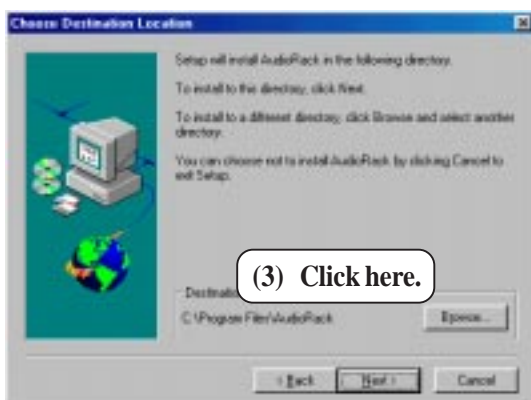 Choose Destination Location
Setup will install AudioRack in the following directory.
To install to this directory, click Next.
To install to a different directory, click Browse and select another
directory.
You can choose not to install AudioRack by clicking Cancel to
exit Setup.
(3) Click here.
C:\Program Files\AudioRack
Browse...
< Back
Next >
Cancel